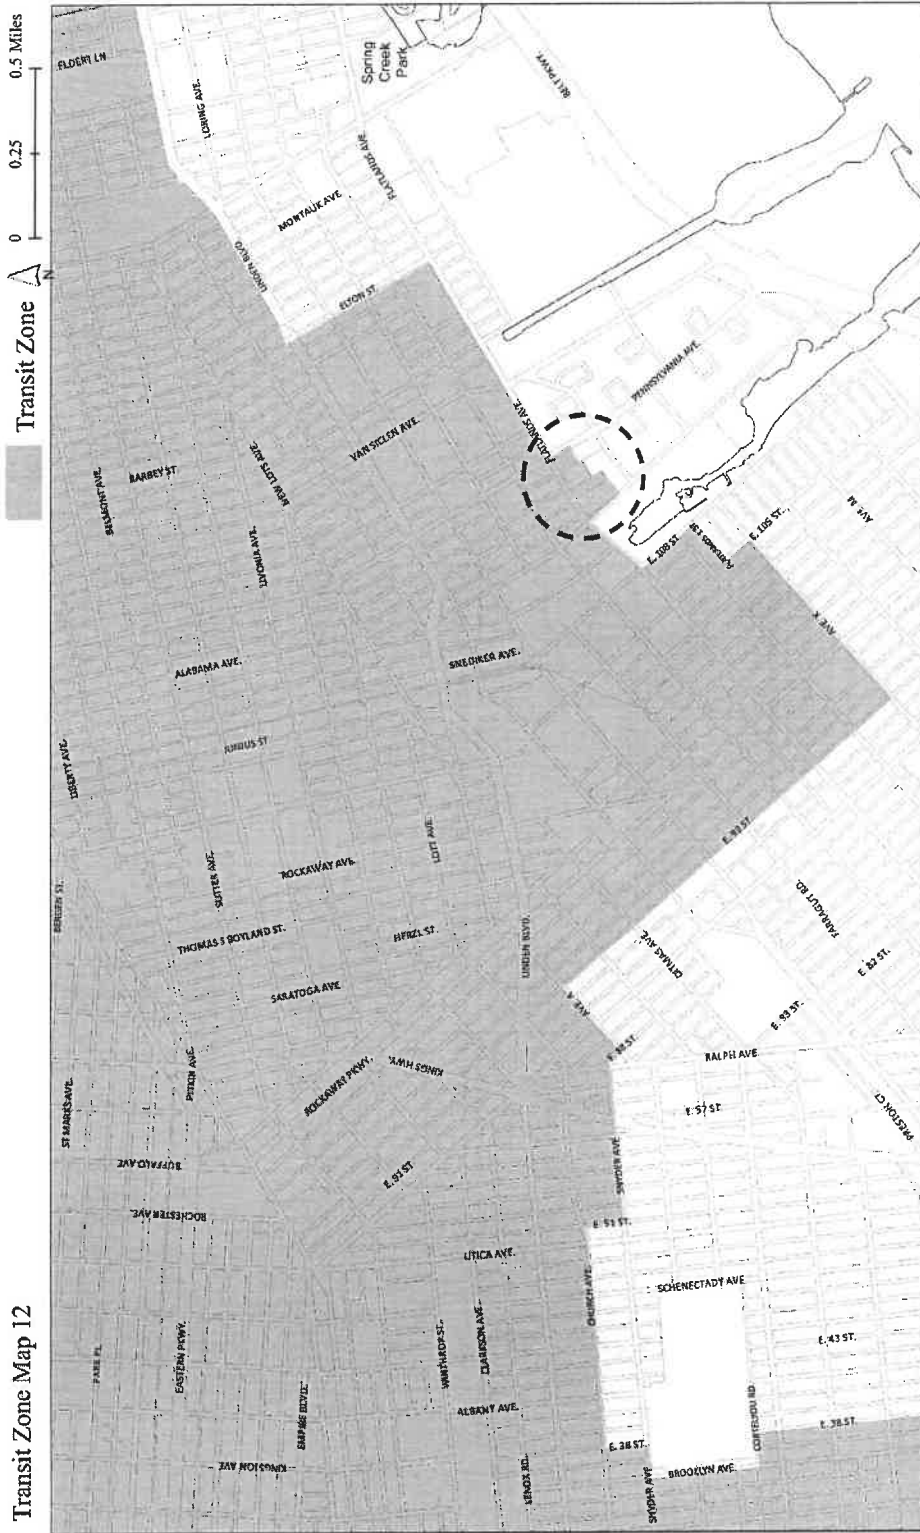 Transit Zone Map 12
Transit Zone
N
0
0.25
0.5 Miles
ELDERT LN
LORING AVE.
Spring
Creek
Park
BELT PKWY.
FLATLANDS AVE.
MONTAUK AVE.
LINDEN BLVD.
ELTON ST.
PENNSYLVANIA AVE.
FLATLANDS AVE.
VAN SICLEN AVE.
NEW LOTS AVE.
BARBEY ST.
BELMONT AVE.
LIVONIA AVE.
E. 108 ST.
FLATLANDS 1 ST
E. 105 ST.
AVE M
AVE K
ALABAMA AVE.
SNEDIKER AVE.
JUNIUS ST
LIBERTY AVE.
LOTT AVE.
ROCKAWAY AVE.
SUTTER AVE.
BERGEN ST.
THOMAS S BOYLAND ST.
HERZL ST.
SARATOGA AVE
LINDEN BLVD.
E. 93 ST
FARRAGUT RD.
DITMAS AVE
E. 82 ST.
E. 83 ST.
AVE A
E. 98 ST.
RALPH AVE.
PRESTON CT.
E. 57 ST
KINGS HWY.
ROCKAWAY PKWY.
PITKIN AVE.
ST MARKS AVE.
BUFFALO AVE
ROCHESTER AVE.
E. 91 ST
SNYDER AVE
E. 51 ST.
UTICA AVE.
CHURCH AVE.
SCHENECTADY AVE
E. 43 ST.
CLARKSON AVE.
WINTHROP ST.
EASTERN PKWY.
PARK PL
EMPIRE BLVD.
ALBANY AVE.
KINGSTON AVE
LENOX RD.
E. 38 ST.
SNYDER AVE
BROOKLYN AVE.
CORTELYOU RD
E. 38 ST.